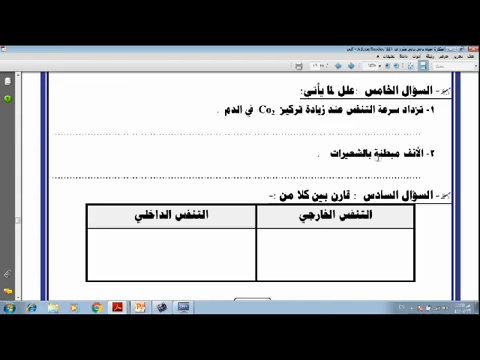 السؤال الخامس : علل لما يأتى:
١- تزداد سرعة التنفس عند زيادة تركيز Co₂ في الدم .
٢- الأنف مبطنة بالشعيرات .
السؤال السادس : قارن بين كلا من :-
التنفس الخارجي
التنفس الداخلي